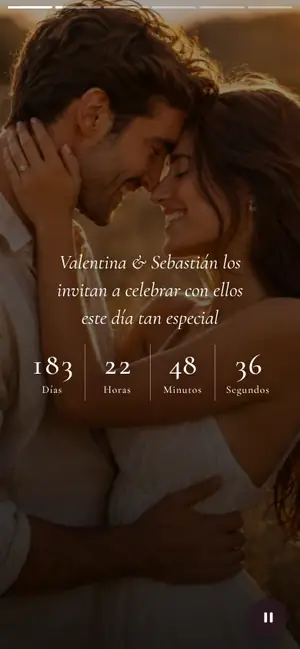 Valentina & Sebastián los
invitan a celebrar con ellos
este día tan especial
183 22 48 36
Días Horas Minutos Segundos